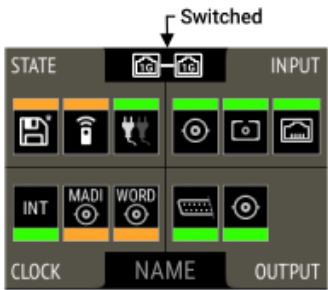 Switched
STATE 1G 1G INPUT
INT MADI WORD
CLOCK NAME OUTPUT